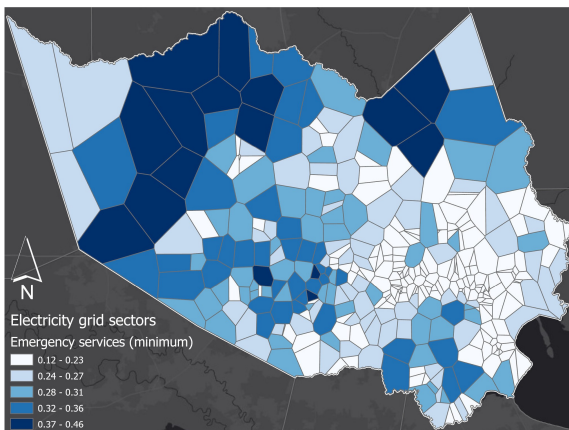 N
Electricity grid sectors
Emergency services (minimum)
0.12 - 0.23
0.24 - 0.27
0.28 - 0.31
0.32 - 0.36
0.37 - 0.46